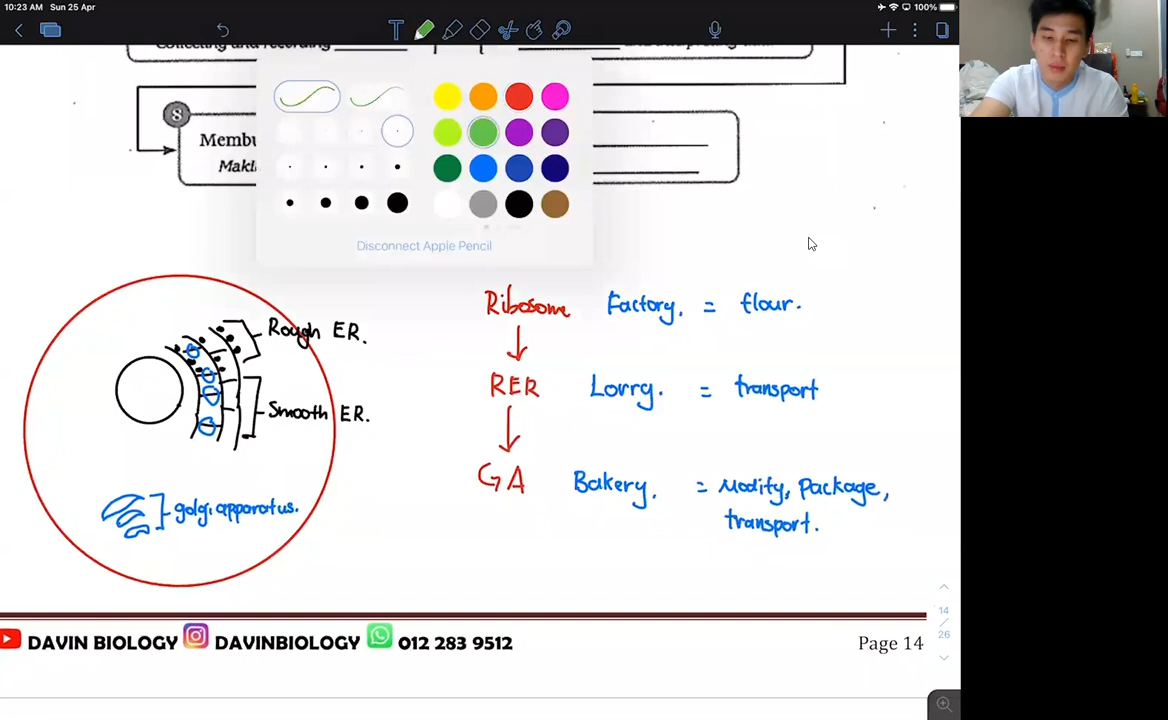 10:23 AM Sun 25 Apr
100%
T
Collecting and recording
8
Membu
Maki
Disconnect Apple Pencil
Ribosome Factory. = flour.
Rough ER.
RER Lorry. = transport
Smooth ER.
GA Bakery. = Modify, Package,
transport.
golgi apparatus.
DAVIN BIOLOGY DAVINBIOLOGY 012 283 9512
Page 14
14
/
26